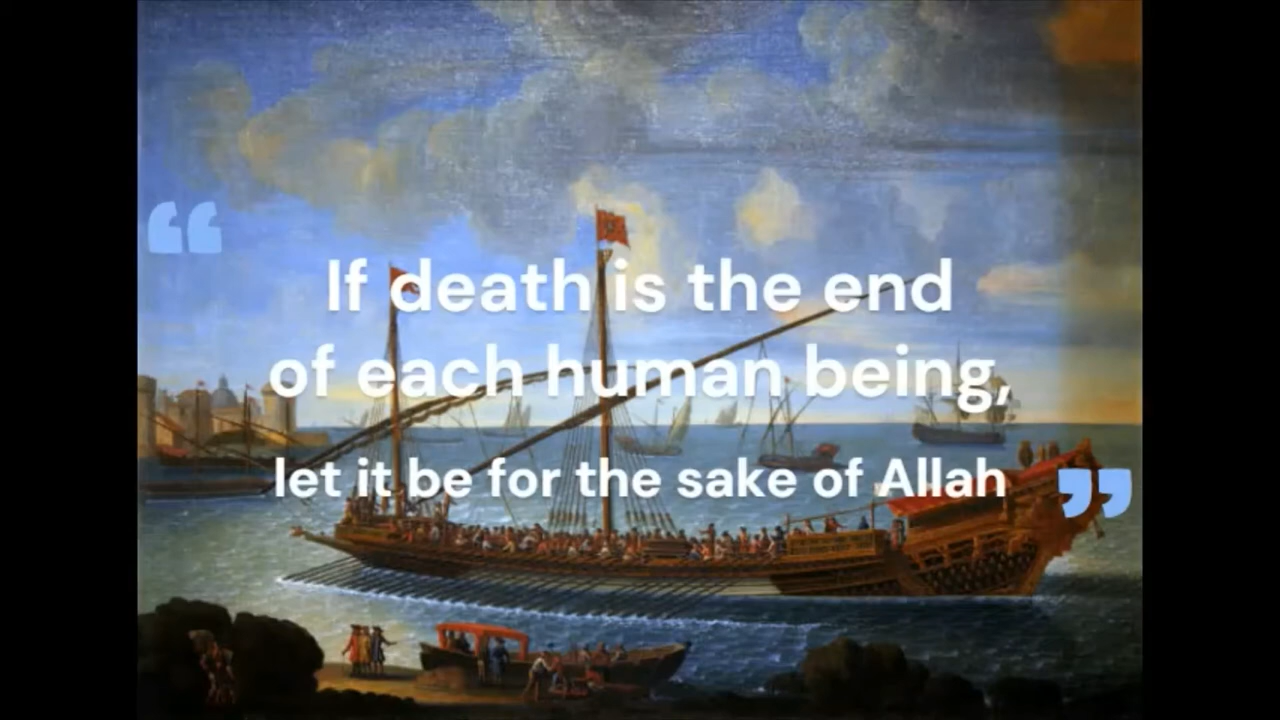 “If death is the end
of each human being,
let it be for the sake of Allah”